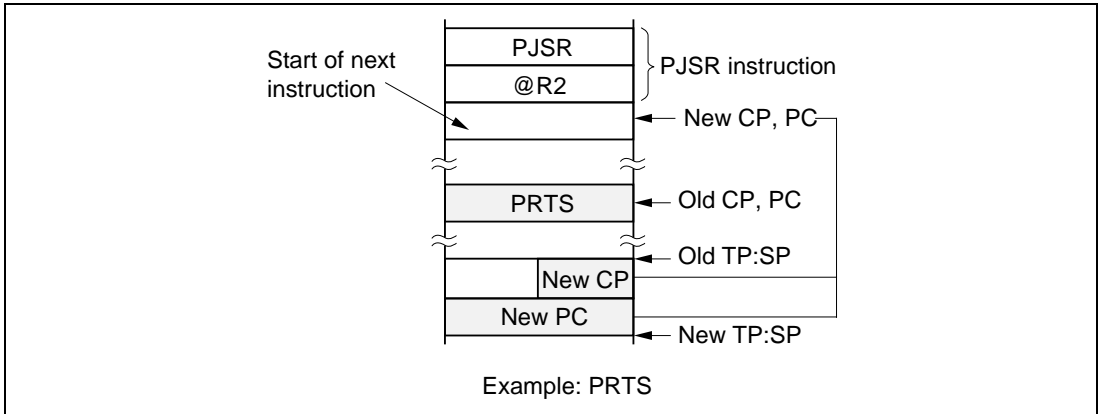 PJSR
Start of next
instruction
PJSR instruction
@R2
New CP, PC
PRTS
Old CP, PC
Old TP:SP
New CP
New PC
New TP:SP
Example: PRTS